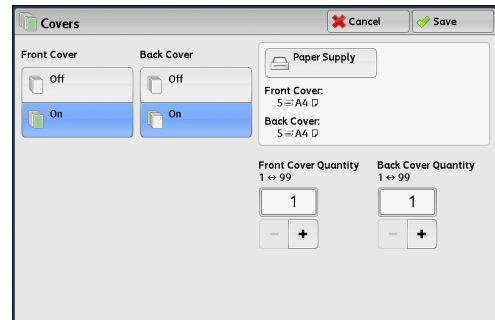 Covers
Cancel
Save
Front Cover
Back Cover
Off
Off
On
On
Paper Supply
Front Cover:
5 A4
Back Cover:
5 A4
Front Cover Quantity
1 ↔ 99
Back Cover Quantity
1 ↔ 99
1
1
− +
− +